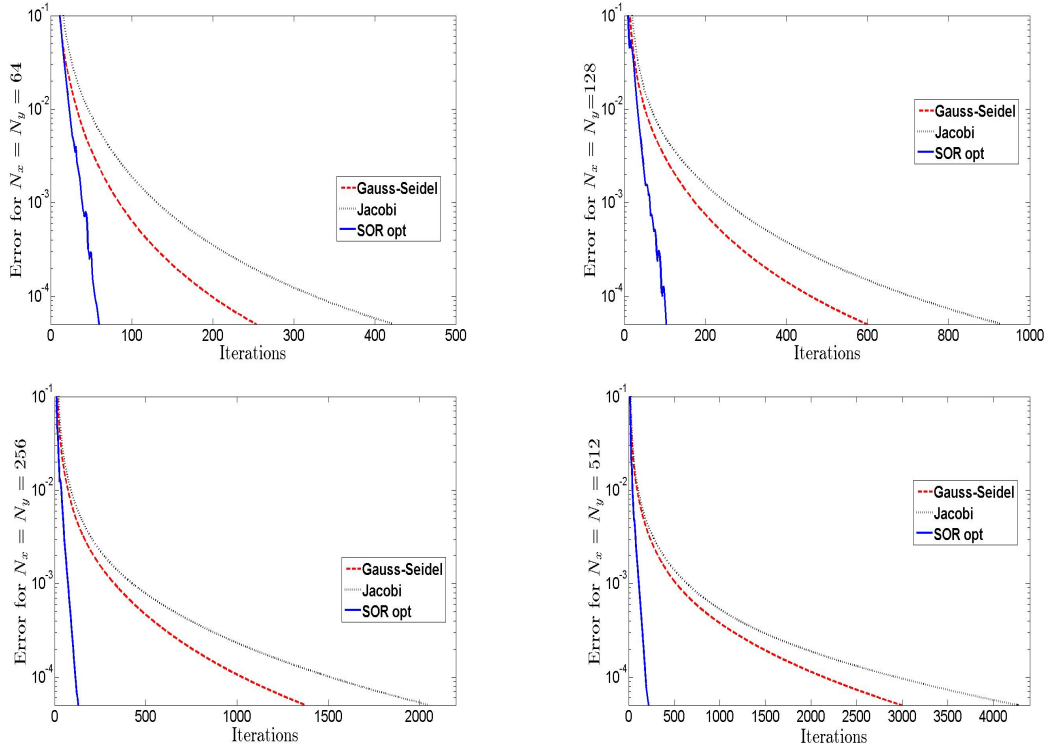 Error for N_x = N_y = 64
10^-1
10^-2
10^-3
10^-4
Gauss-Seidel
Jacobi
SOR opt
0 100 200 300 400 500
Iterations
Error for N_x = N_y=128
10^-1
10^-2
10^-3
10^-4
Gauss-Seidel
Jacobi
SOR opt
0 200 400 600 800 1000
Iterations
Error for N_x = N_y = 256
10^-1
10^-2
10^-3
10^-4
Gauss-Seidel
Jacobi
SOR opt
0 500 1000 1500 2000
Iterations
Error for N_x = N_y = 512
10^-1
10^-2
10^-3
10^-4
Gauss-Seidel
Jacobi
SOR opt
0 500 1000 1500 2000 2500 3000 3500 4000
Iterations